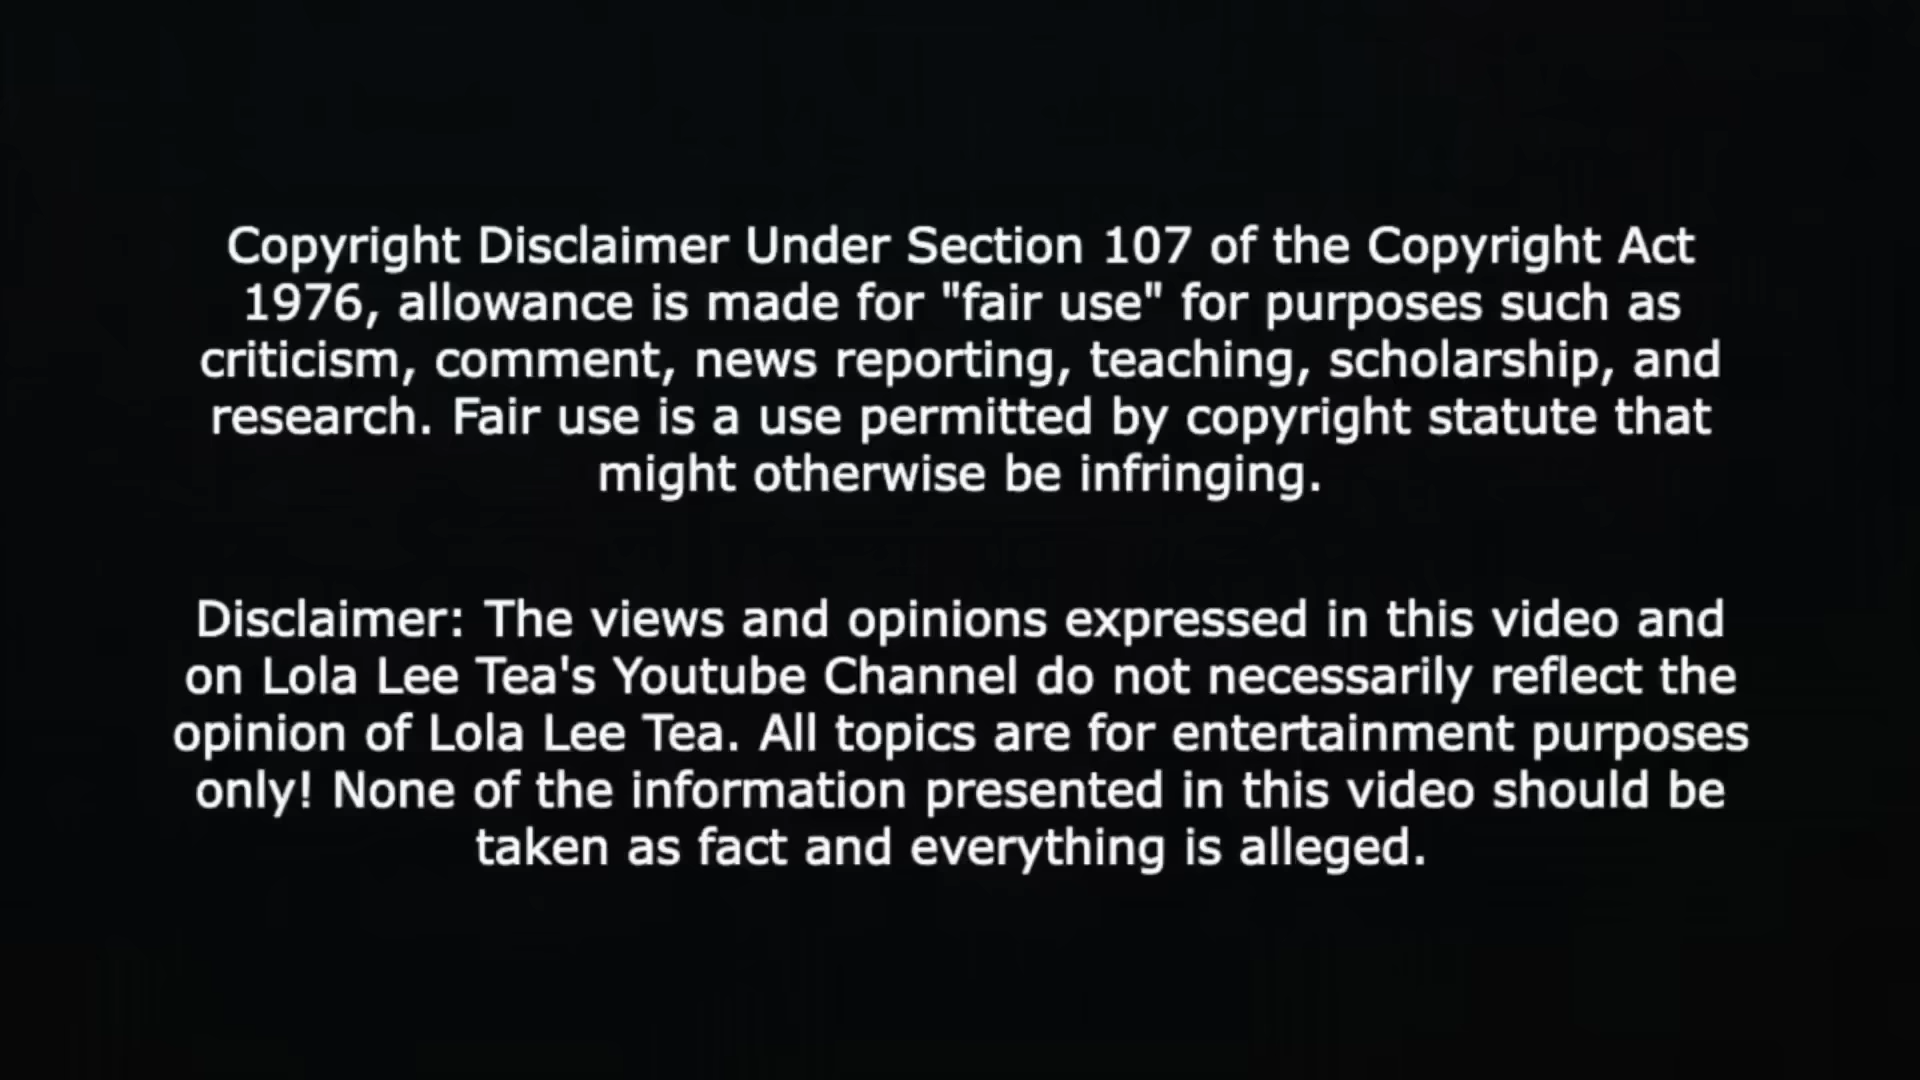 Copyright Disclaimer Under Section 107 of the Copyright Act
1976, allowance is made for "fair use" for purposes such as
criticism, comment, news reporting, teaching, scholarship, and
research. Fair use is a use permitted by copyright statute that
might otherwise be infringing.
Disclaimer: The views and opinions expressed in this video and
on Lola Lee Tea's Youtube Channel do not necessarily reflect the
opinion of Lola Lee Tea. All topics are for entertainment purposes
only! None of the information presented in this video should be
taken as fact and everything is alleged.